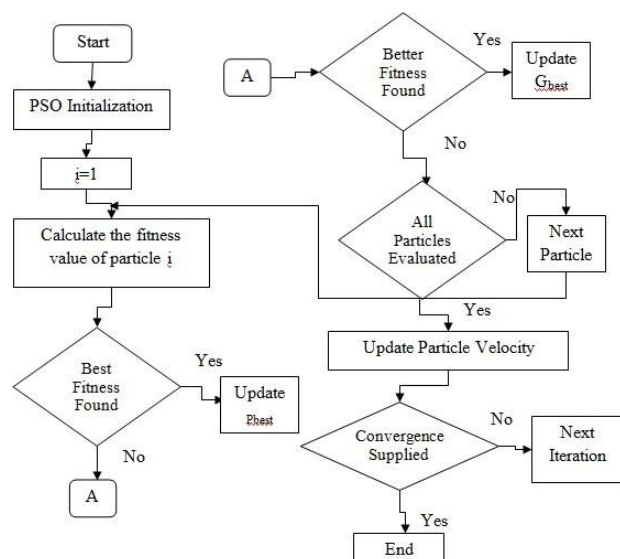 Start
PSO Initialization
i=1
Calculate the fitness
value of particle i
Best
Fitness
Found
Yes
Update
Pbest
No
A
A
Better
Fitness
Found
Yes
Update
Gbest
No
All
Particles
Evaluated
No
Next
Particle
Yes
Update Particle Velocity
Convergence
Supplied
No
Next
Iteration
Yes
End